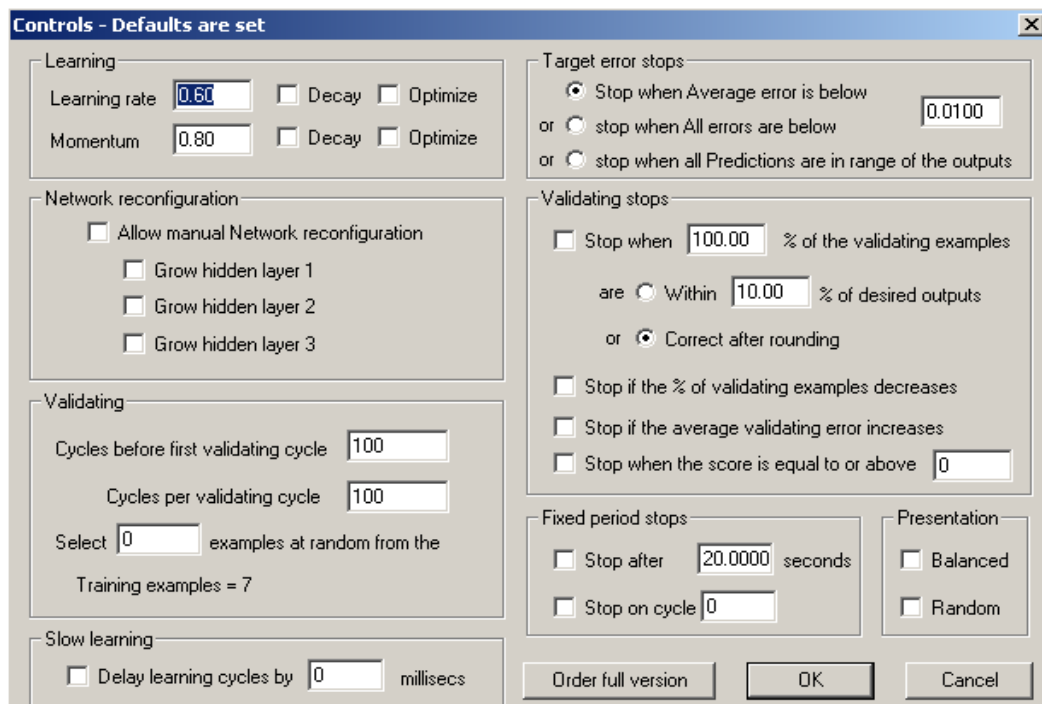 Controls - Defaults are set
Learning
Learning rate 0.60 Decay Optimize
Momentum 0.80 Decay Optimize
Network reconfiguration
Allow manual Network reconfiguration
Grow hidden layer 1
Grow hidden layer 2
Grow hidden layer 3
Validating
Cycles before first validating cycle 100
Cycles per validating cycle 100
Select 0 examples at random from the
Training examples = 7
Slow learning
Delay learning cycles by 0 millisecs
Target error stops
Stop when Average error is below
0.0100
or stop when All errors are below
or stop when all Predictions are in range of the outputs
Validating stops
Stop when 100.00 % of the validating examples
are Within 10.00 % of desired outputs
or Correct after rounding
Stop if the % of validating examples decreases
Stop if the average validating error increases
Stop when the score is equal to or above 0
Fixed period stops
Stop after 20.0000 seconds
Stop on cycle 0
Presentation
Balanced
Random
Order full version OK Cancel